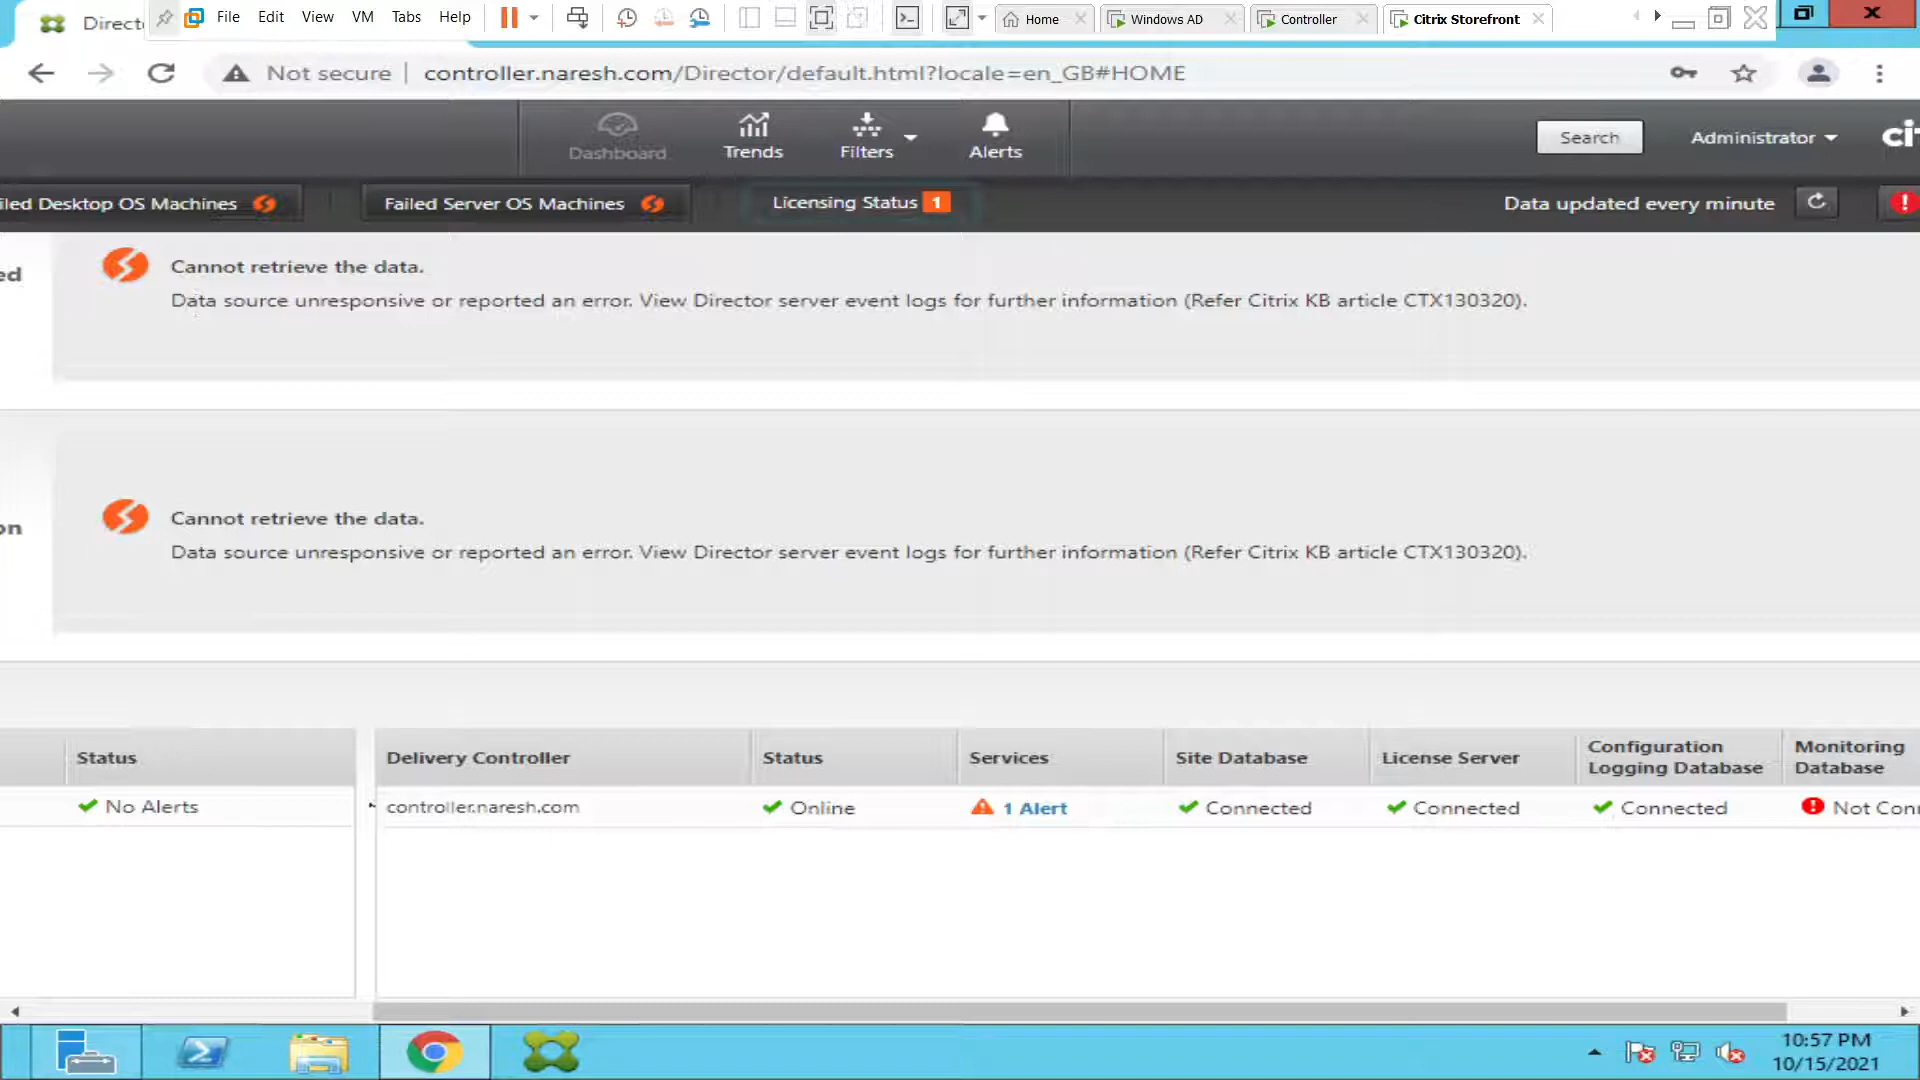 Direct
File Edit View VM Tabs Help
Home
Windows AD
Controller
Citrix Storefront
Not secure
controller.naresh.com/Director/default.html?locale=en_GB#HOME
Dashboard
Trends
Filters
Alerts
Search
Administrator
cit
iled Desktop OS Machines
Failed Server OS Machines
Licensing Status 1
Data updated every minute
ed
Cannot retrieve the data.
Data source unresponsive or reported an error. View Director server event logs for further information (Refer Citrix KB article CTX130320).
on
Cannot retrieve the data.
Data source unresponsive or reported an error. View Director server event logs for further information (Refer Citrix KB article CTX130320).
Status
Delivery Controller
Status
Services
Site Database
License Server
Configuration
Logging Database
Monitoring
Database
No Alerts
controller.naresh.com
Online
1 Alert
Connected
Connected
Connected
Not Conn
10:57 PM
10/15/2021